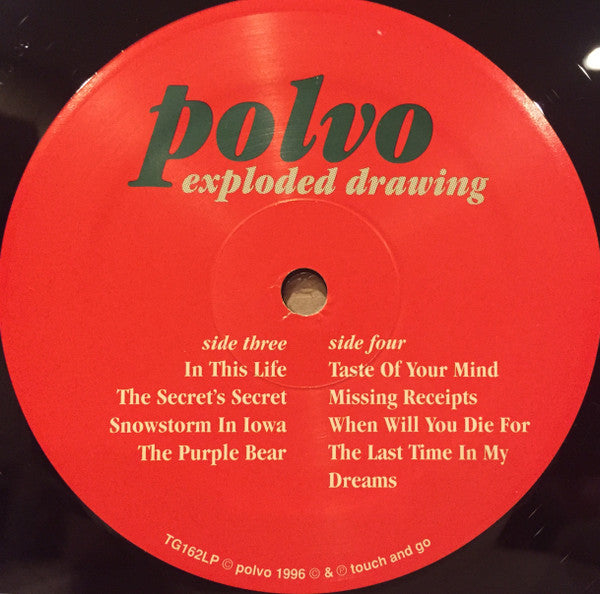 polvo
exploded drawing
side three
In This Life
The Secret's Secret
Snowstorm In Iowa
The Purple Bear
side four
Taste Of Your Mind
Missing Receipts
When Will You Die For
The Last Time In My
Dreams
TG162LP © polvo 1996 © & ℗ touch and go